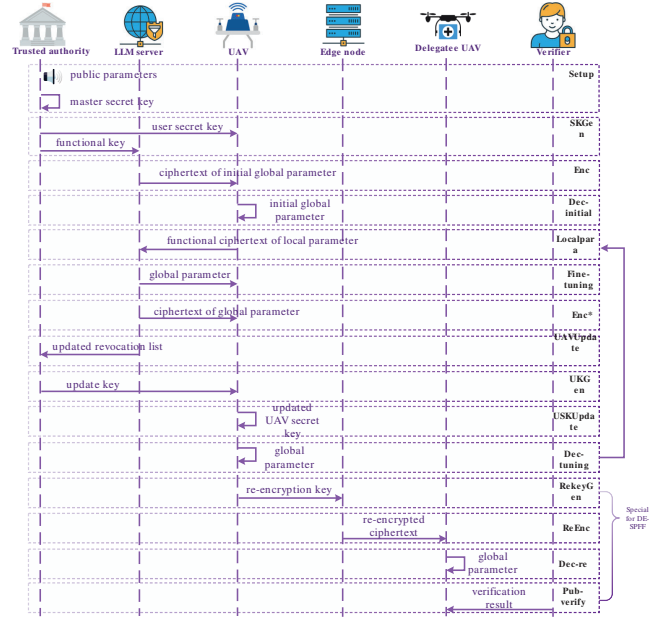 Trusted authority
LLM server
UAV
Edge node
Delegatee UAV
Verifier
public parameters
Setup
master secret key
user secret key
SKGe
n
functional key
ciphertext of initial global parameter
Enc
initial global
parameter
Dec-
initial
functional ciphertext of local parameter
Localpar
a
global parameter
Fine-
tuning
ciphertext of global parameter
Enc*
updated revocation list
UAVUpda
te
update key
UKG
en
updated
UAV secret
key
USKUpda
te
global
parameter
Dec-
tuning
re-encryption key
RekeyG
en
Special
for DE-
SPFF
re-encrypted
ciphertext
ReEnc
global
parameter
Dec-re
verification
result
Pub-
verify